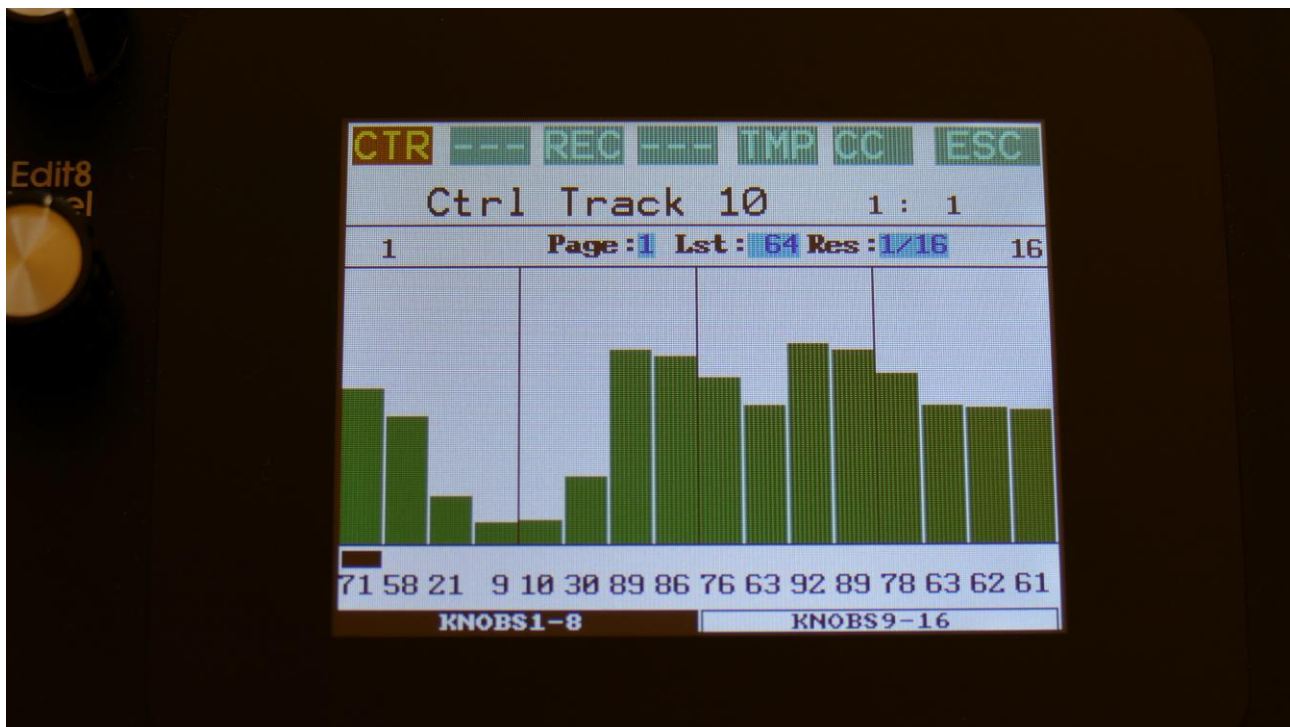 CTR --- REC --- TMP CC ESC
Edit8
Ctrl Track 10 1: 1
1 Page:1 Lst: 64 Res:1/16 16
71 58 21 9 10 30 89 86 76 63 92 89 78 63 62 61
KNOBS1-8 KNOBS9-16